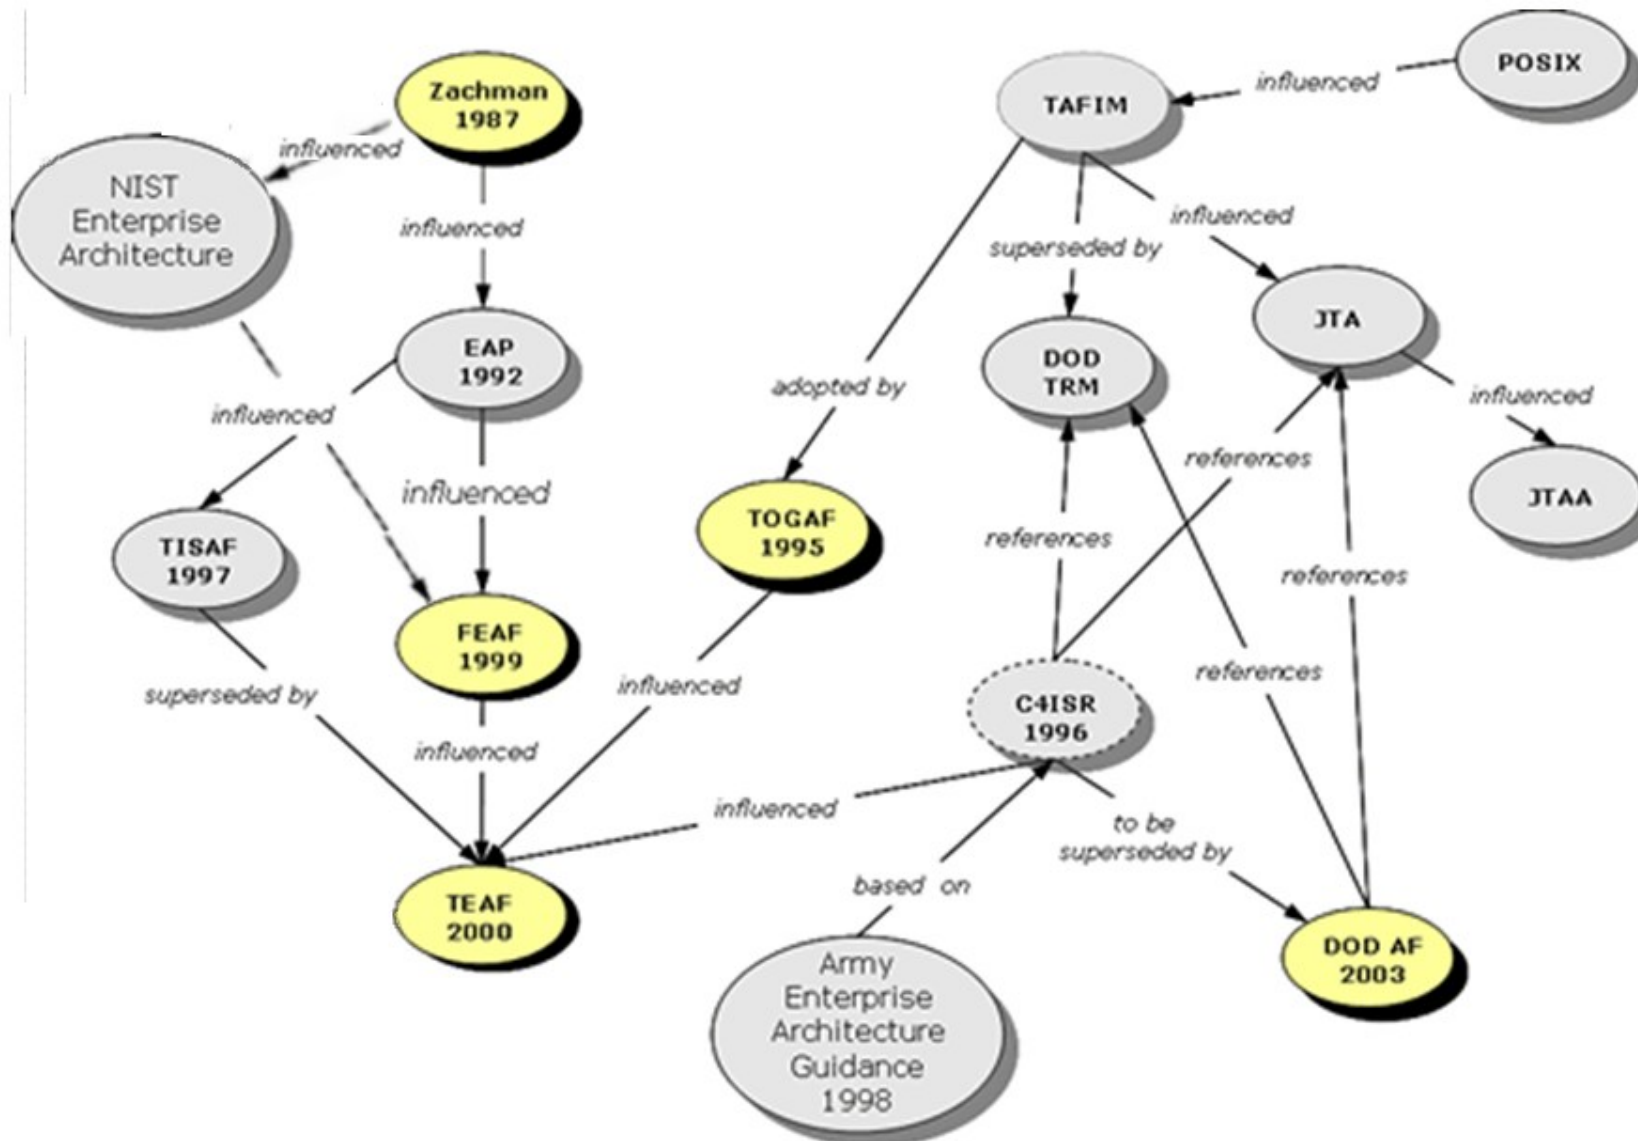 Zachman
1987
TAFIM
influenced
POSIX
influenced
NIST
Enterprise
Architecture
influenced
superseded by
influenced
EAP
1992
DOD
TRM
JTA
influenced
adopted by
influenced
influenced
TOGAF
1995
references
references
JTAA
TISAF
1997
references
FEAF
1999
superseded by
influenced
C4ISR
1996
references
influenced
influenced
to be
superseded by
based on
TEAF
2000
Army
Enterprise
Architecture
Guidance
1998
DOD AF
2003